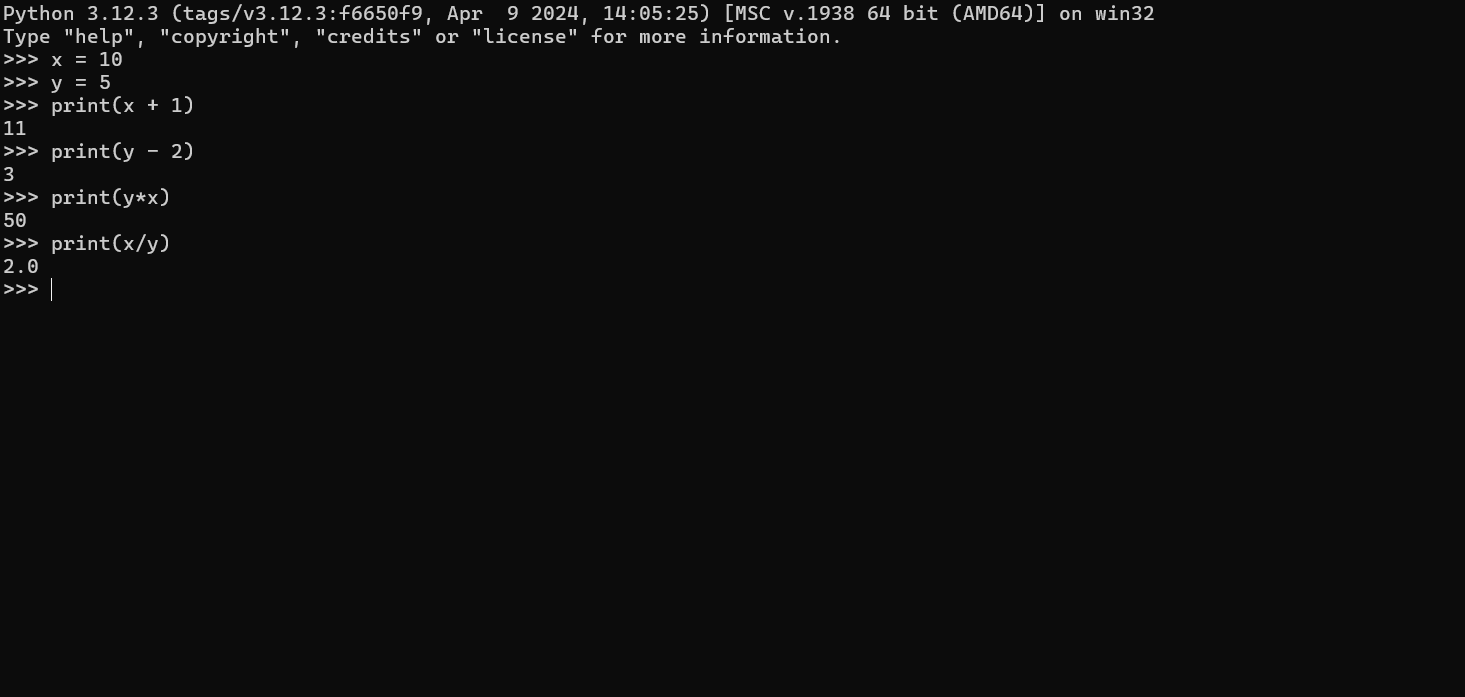 Python 3.12.3 (tags/v3.12.3:f6650f9, Apr  9 2024, 14:05:25) [MSC v.1938 64 bit (AMD64)] on win32
Type "help", "copyright", "credits" or "license" for more information.
>>> x = 10
>>> y = 5
>>> print(x + 1)
11
>>> print(y - 2)
3
>>> print(y*x)
50
>>> print(x/y)
2.0
>>>